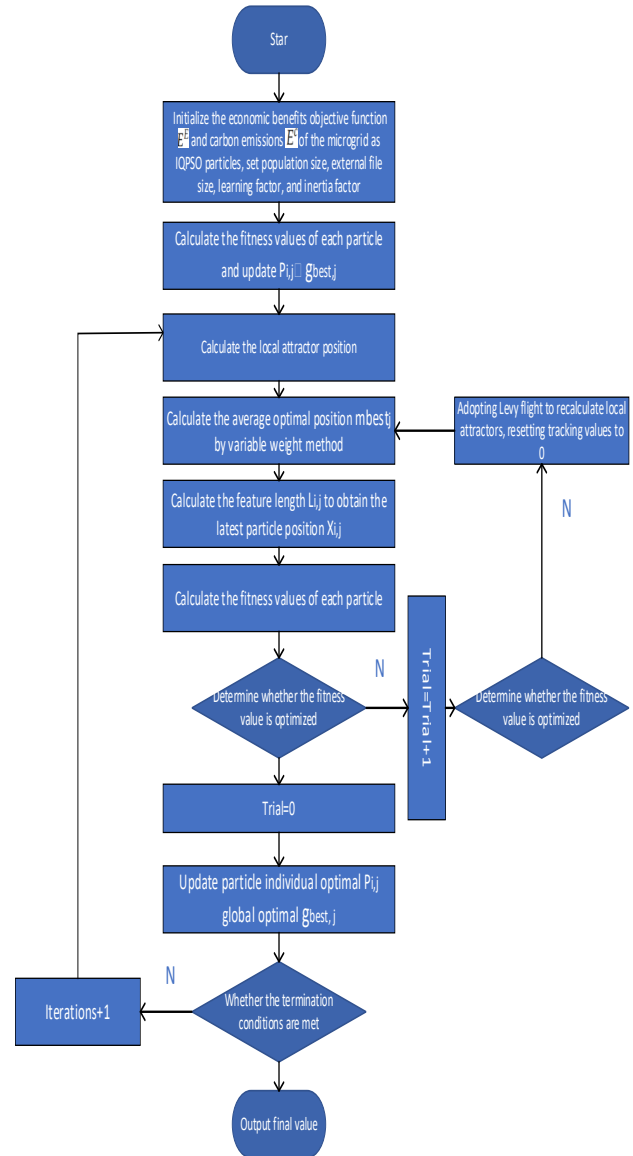 Star
Initialize the economic benefits objective function
E^E and carbon emissions E^C of the microgrid as
IQPSO particles, set population size, external file
size, learning factor, and inertia factor
Calculate the fitness values of each particle
and update Pi,j□ gbest,j
Calculate the local attractor position
Calculate the average optimal position mbestj
by variable weight method
Adopting Levy flight to recalculate local
attractors, resetting tracking values to
0
Calculate the feature length Li,j to obtain the
latest particle position Xi,j
N
Calculate the fitness values of each particle
N
Determine whether the fitness
value is optimized
Trial=Trial+1
Determine whether the fitness
value is optimized
Trial=0
Update particle individual optimal Pi,j
global optimal gbest, j
N
Whether the termination
conditions are met
Iterations+1
Output final value